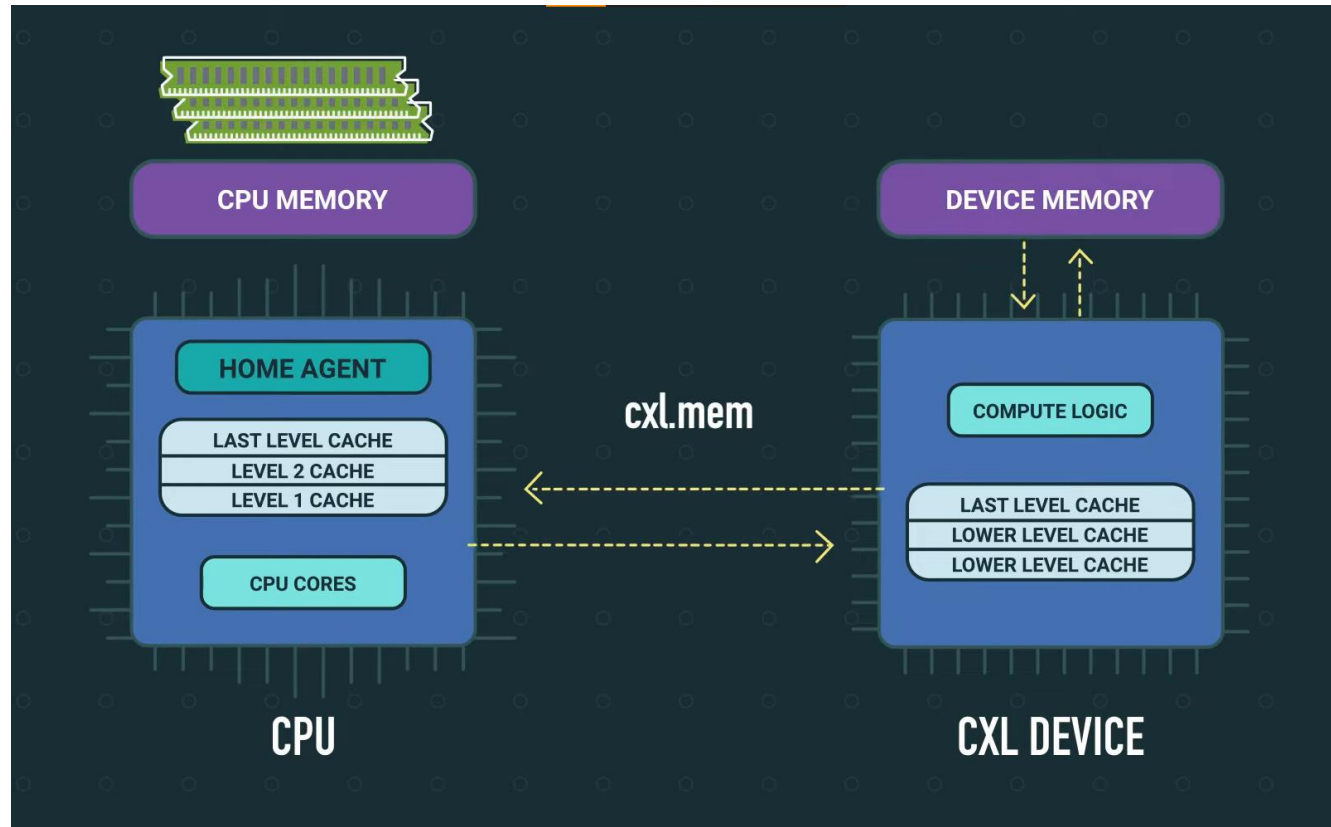 CPU MEMORY
HOME AGENT
LAST LEVEL CACHE
LEVEL 2 CACHE
LEVEL 1 CACHE
CPU CORES
CPU
cxl.mem
DEVICE MEMORY
COMPUTE LOGIC
LAST LEVEL CACHE
LOWER LEVEL CACHE
LOWER LEVEL CACHE
CXL DEVICE